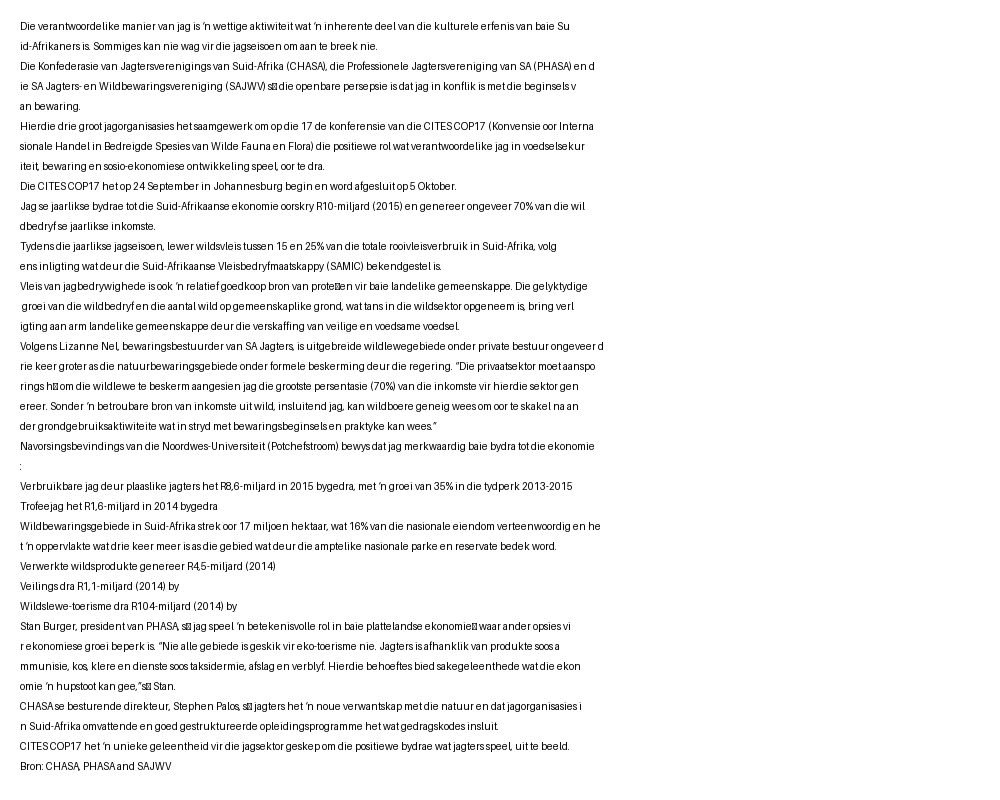 Die verantwoordelike manier van jag is 'n wettige aktiwiteit wat 'n inherente deel van die kulturele erfenis van baie Su
id-Afrikaners is. Sommiges kan nie wag vir die jagseisoen om aan te breek nie.
Die Konfederasie van Jagtersverenigings van Suid-Afrika (CHASA), die Professionele Jagtersvereniging van SA (PHASA) en d
ie SA Jagters- en Wildbewaringsvereniging (SAJWV) s□ die openbare persepsie is dat jag in konflik is met die beginsels v
an bewaring.
Hierdie drie groot jagorganisasies het saamgewerk om op die 17 de konferensie van die CITES COP17 (Konvensie oor Interna
sionale Handel in Bedreigde Spesies van Wilde Fauna en Flora) die positiewe rol wat verantwoordelike jag in voedselsekur
iteit, bewaring en sosio-ekonomiese ontwikkeling speel, oor te dra.
Die CITES COP17 het op 24 September in Johannesburg begin en word afgesluit op 5 Oktober.
Jag se jaarlikse bydrae tot die Suid-Afrikaanse ekonomie oorskry R10-miljard (2015) en genereer ongeveer 70% van die wil
dbedryf se jaarlikse inkomste.
Tydens die jaarlikse jagseisoen, lewer wildsvleis tussen 15 en 25% van die totale rooivleisverbruik in Suid-Afrika, volg
ens inligting wat deur die Suid-Afrikaanse Vleisbedryfmaatskappy (SAMIC) bekendgestel is.
Vleis van jagbedrywighede is ook 'n relatief goedkoop bron van prote□en vir baie landelike gemeenskappe. Die gelyktydige
groei van die wildbedryf en die aantal wild op gemeenskaplike grond, wat tans in die wildsektor opgeneem is, bring verl
igting aan arm landelike gemeenskappe deur die verskaffing van veilige en voedsame voedsel.
Volgens Lizanne Nel, bewaringsbestuurder van SA Jagters, is uitgebreide wildlewegebiede onder private bestuur ongeveer d
rie keer groter as die natuurbewaringsgebiede onder formele beskerming deur die regering. “Die privaatsektor moet aanspo
rings h□ om die wildlewe te beskerm aangesien jag die grootste persentasie (70%) van die inkomste vir hierdie sektor gen
ereer. Sonder 'n betroubare bron van inkomste uit wild, insluitend jag, kan wildboere geneig wees om oor te skakel na an
der grondgebruiksaktiwiteite wat in stryd met bewaringsbeginsels en praktyke kan wees.”
Navorsingsbevindings van die Noordwes-Universiteit (Potchefstroom) bewys dat jag merkwaardig baie bydra tot die ekonomie
:
Verbruikbare jag deur plaaslike jagters het R8,6-miljard in 2015 bygedra, met 'n groei van 35% in die tydperk 2013-2015
Trofeejag het R1,6-miljard in 2014 bygedra
Wildbewaringsgebiede in Suid-Afrika strek oor 17 miljoen hektaar, wat 16% van die nasionale eiendom verteenwoordig en he
t 'n oppervlakte wat drie keer meer is as die gebied wat deur die amptelike nasionale parke en reservate bedek word.
Verwerkte wildsprodukte genereer R4,5-miljard (2014)
Veilings dra R1,1-miljard (2014) by
Wildslewe-toerisme dra R104-miljard (2014) by
Stan Burger, president van PHASA, s□ jag speel 'n betekenisvolle rol in baie plattelandse ekonomie□ waar ander opsies vi
r ekonomiese groei beperk is. “Nie alle gebiede is geskik vir eko-toerisme nie. Jagters is afhanklik van produkte soos a
mmunisie, kos, klere en dienste soos taksidermie, afslag en verblyf. Hierdie behoeftes bied sakegeleenthede wat die ekon
omie 'n hupstoot kan gee,”s□ Stan.
CHASA se besturende direkteur, Stephen Palos, s□ jagters het 'n noue verwantskap met die natuur en dat jagorganisasies i
n Suid-Afrika omvattende en goed gestruktureerde opleidingsprogramme het wat gedragskodes insluit.
CITES COP17 het 'n unieke geleentheid vir die jagsektor geskep om die positiewe bydrae wat jagters speel, uit te beeld.
Bron: CHASA, PHASA and SAJWV